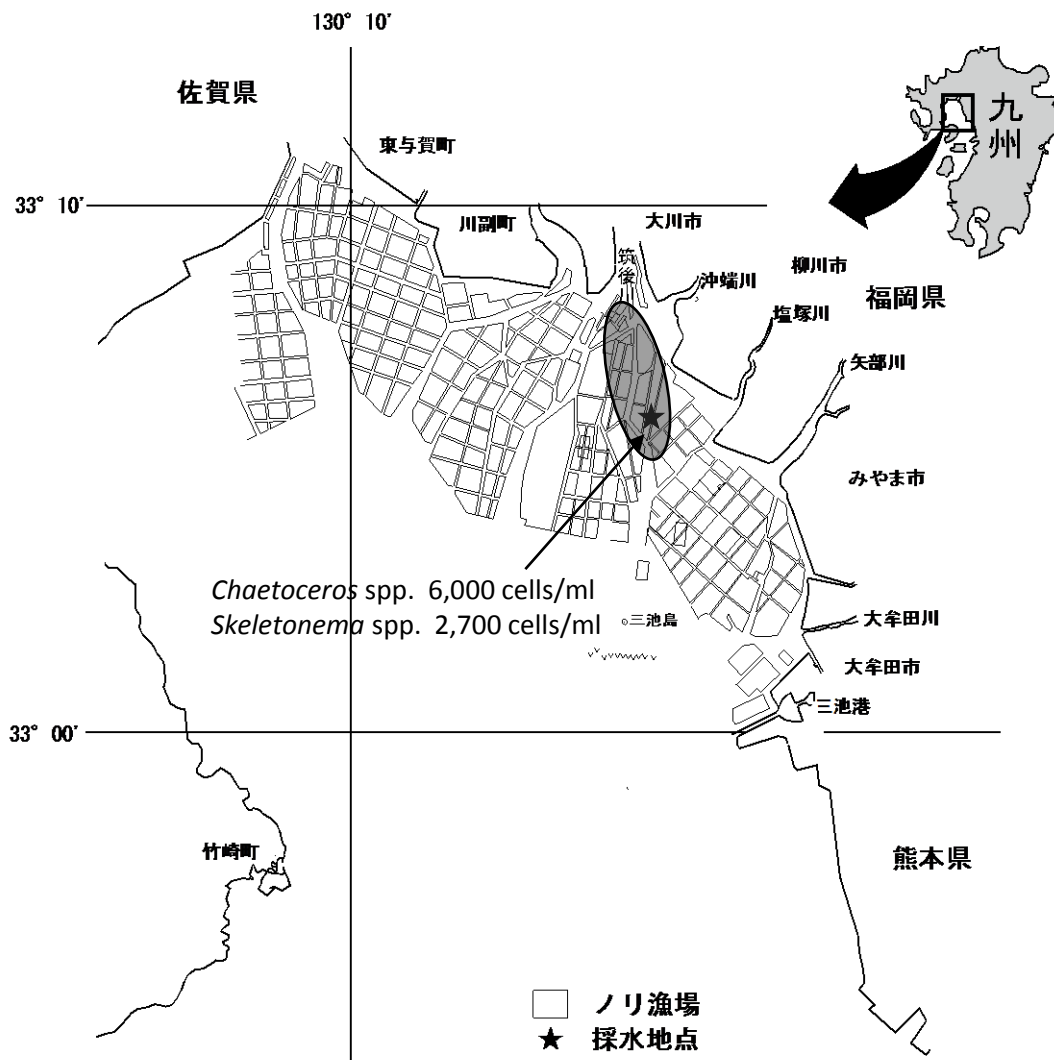 130° 10'
佐賀県
九州
東与賀町
33° 10'
川副町
大川市
筑後川
沖端川
柳川市
福岡県
塩塚川
矢部川
みやま市
Chaetoceros spp. 6,000 cells/ml
Skeletonema spp. 2,700 cells/ml
三池島
大牟田川
大牟田市
三池港
33° 00'
竹崎町
熊本県
ノリ漁場
採水地点